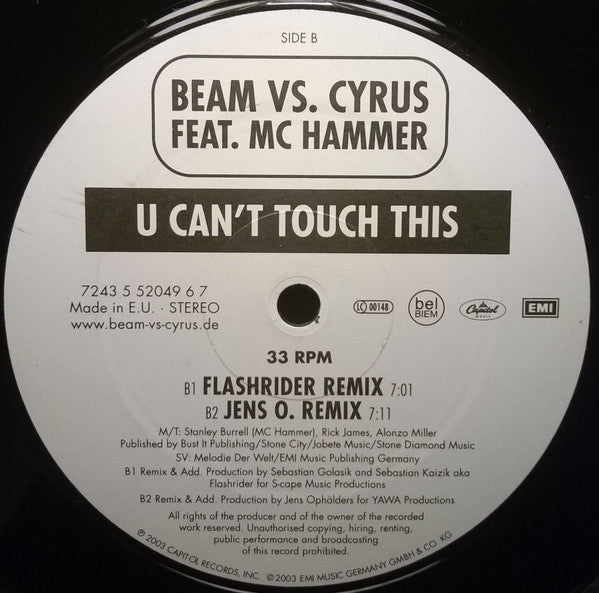 SIDE B
BEAM VS. CYRUS
FEAT. MC HAMMER
U CAN'T TOUCH THIS
7243 5 52049 6 7
Made in E.U. · STEREO
www.beam-vs-cyrus.de
LC 00148
bel
BIEM
Capitol
MUSIC
EMI
33 RPM
B1 FLASHRIDER REMIX 7:01
B2 JENS O. REMIX 7:11
M/T: Stanley Burrell (MC Hammer), Rick James, Alonzo Miller
Published by Bust It Publishing/Stone City/Jobete Music/Stone Diamond Music
SV: Melodie Der Welt/EMI Music Publishing Germany
B1 Remix & Add. Production by Sebastian Golasik and Sebastian Kaizik aka
Flashrider for S-cape Music Productions
B2 Remix & Add. Production by Jens Ophälders for YAWA Productions
All rights of the producer and of the owner of the recorded
work reserved. Unauthorised copying, hiring, renting,
public performance and broadcasting
of this record prohibited.
℗ 2003 CAPITOL RECORDS, INC. © 2003 EMI MUSIC GERMANY GMBH & CO. KG